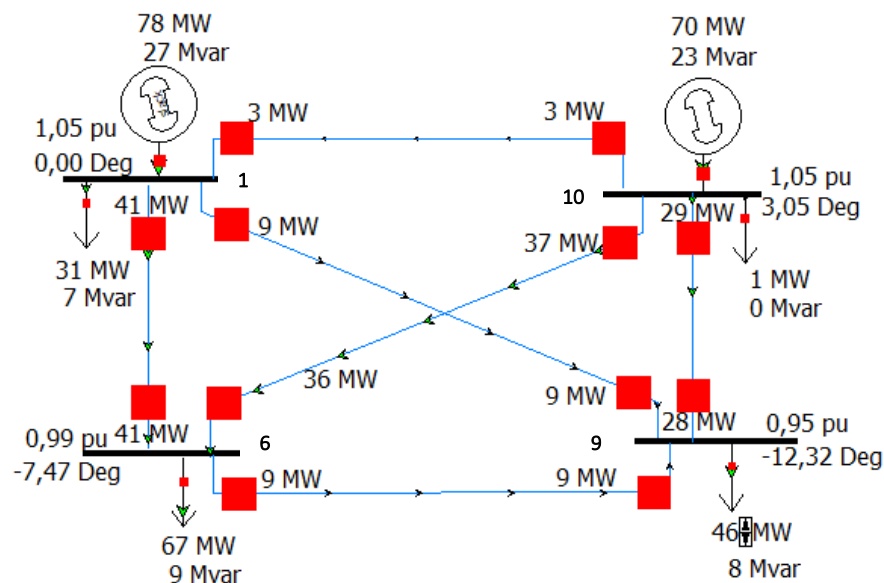 78 MW
27 Mvar
70 MW
23 Mvar
3 MW
3 MW
1,05 pu
0,00 Deg
1
1,05 pu
3,05 Deg
10
41 MW
9 MW
37 MW
29 MW
31 MW
7 Mvar
1 MW
0 Mvar
36 MW
9 MW
0,99 pu
-7,47 Deg
41 MW
6
9
28 MW
0,95 pu
-12,32 Deg
9 MW
9 MW
67 MW
9 Mvar
46 MW
8 Mvar